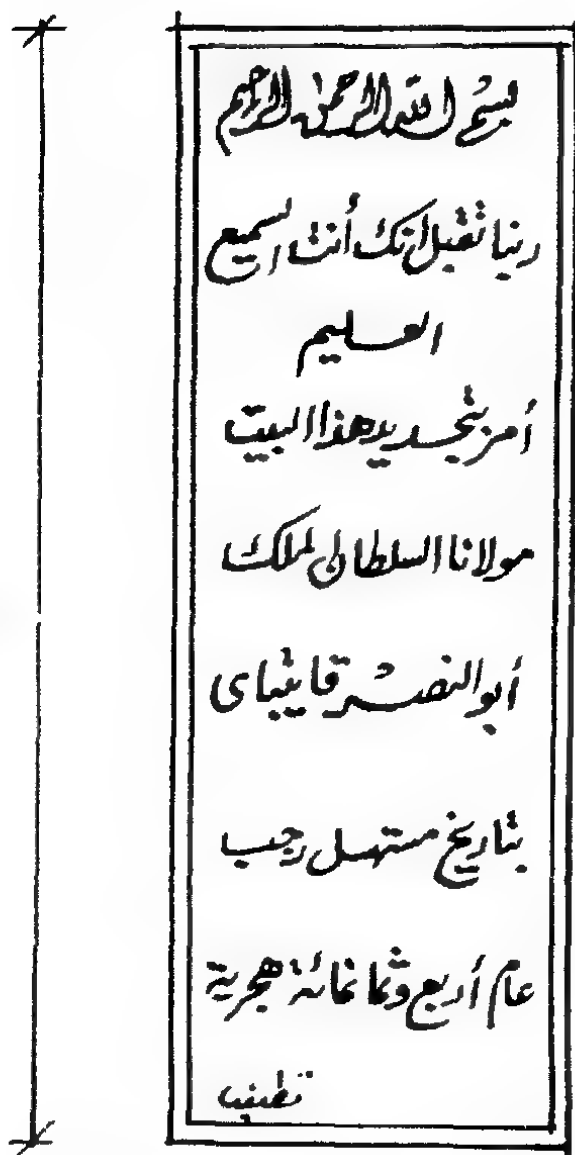 بسم الله الرحمن الرحيم
ربنا تقبل انك أنت السميع
العليم
أمر بتجديد هذا البيت
مولانا السلطان لملك
أبو النصر قايتباى
بتاريخ مستهل رجب
عام أربع وثمانمائة هجرية